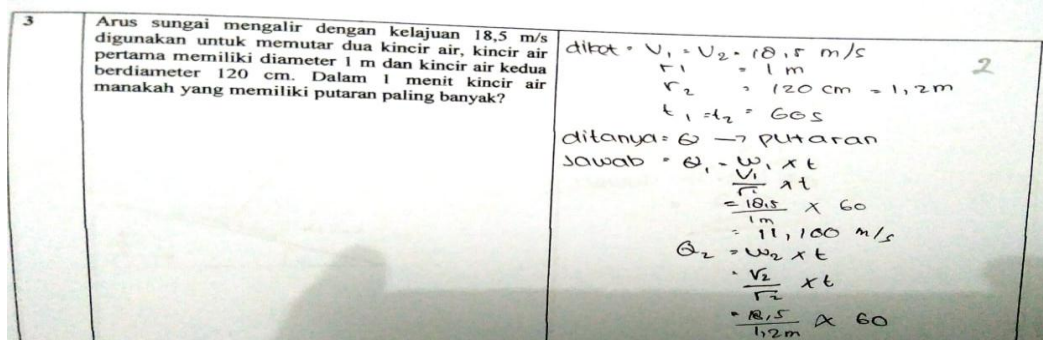 3
Arus sungai mengalir dengan kelajuan 18,5 m/s
digunakan untuk memutar dua kincir air, kincir air
pertama memiliki diameter 1 m dan kincir air kedua
berdiameter 120 cm. Dalam 1 menit kincir air
manakah yang memiliki putaran paling banyak?
diket = V₁ = V₂ = 18,5 m/s
r₁ = 1 m
r₂ = 120 cm = 1,2m
t₁ = t₂ = 60s
2
ditanya = θ → putaran
Jawab = θ₁ = ω₁ x t
V₁/r₁ x t
= 18,5/1m x 60
= 11,100 m/s
θ₂ = ω₂ x t
= V₂/r₂ x t
= 18,5/1,2m x 60